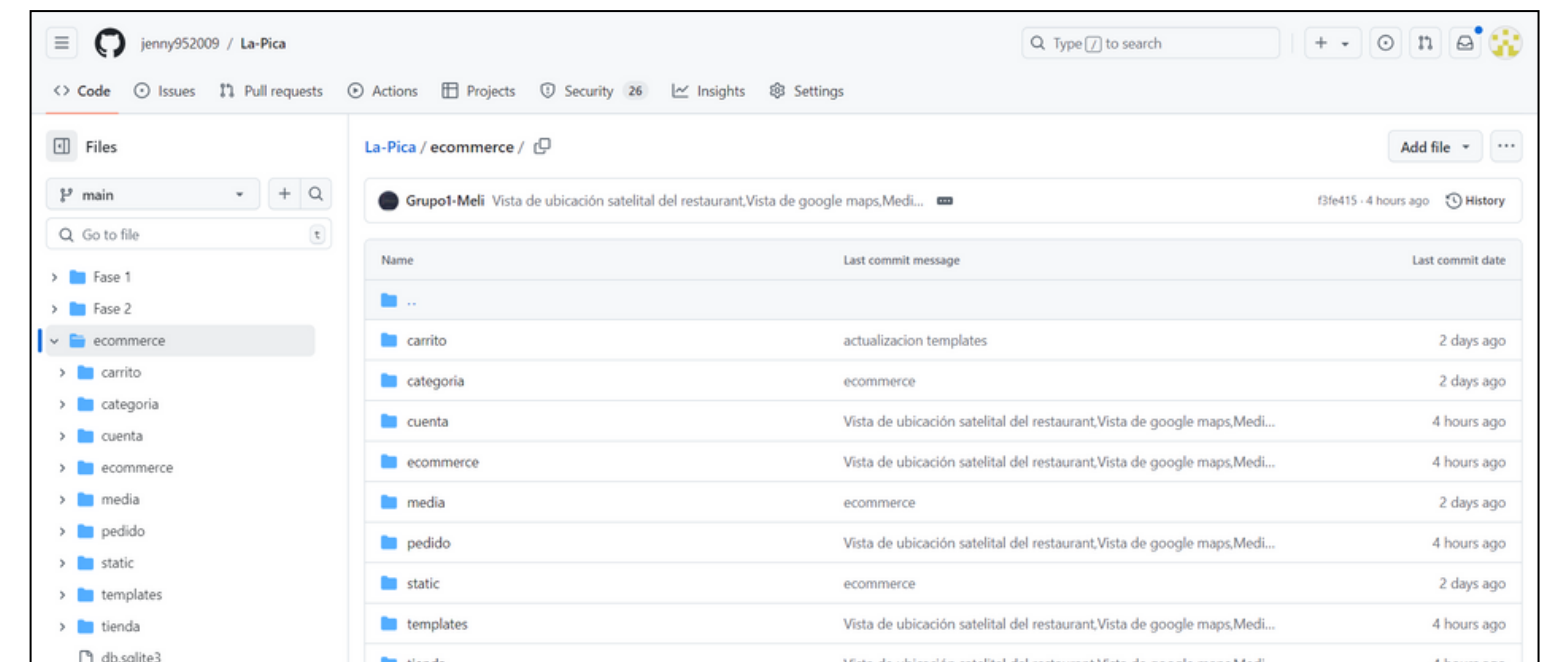 jenny952009 / La-Pica
Type / to search
Code Issues Pull requests Actions Projects Security 26 Insights Settings
Files
La-Pica / ecommerce /
Add file
main
Grupo1-Meli Vista de ubicación satelital del restaurant,Vista de google maps,Medi...
f3fe415 · 4 hours ago History
Go to file t
Name Last commit message Last commit date
Fase 1
..
Fase 2
ecommerce
carrito actualizacion templates 2 days ago
carrito
categoria ecommerce 2 days ago
categoria
cuenta Vista de ubicación satelital del restaurant,Vista de google maps,Medi... 4 hours ago
cuenta
ecommerce Vista de ubicación satelital del restaurant,Vista de google maps,Medi... 4 hours ago
ecommerce
media ecommerce 2 days ago
media
pedido Vista de ubicación satelital del restaurant,Vista de google maps,Medi... 4 hours ago
pedido
static ecommerce 2 days ago
static
templates Vista de ubicación satelital del restaurant,Vista de google maps,Medi... 4 hours ago
templates
tienda
db.sqlite3